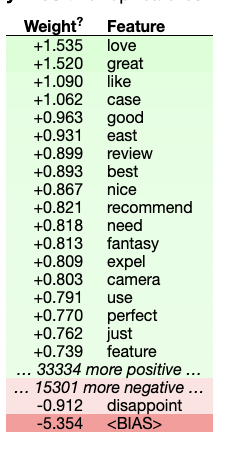 Weight? Feature
+1.535 love
+1.520 great
+1.090 like
+1.062 case
+0.963 good
+0.931 east
+0.899 review
+0.893 best
+0.867 nice
+0.821 recommend
+0.818 need
+0.813 fantasy
+0.809 expel
+0.803 camera
+0.791 use
+0.770 perfect
+0.762 just
+0.739 feature
… 33334 more positive …
… 15301 more negative …
-0.912 disappoint
-5.354 <BIAS>